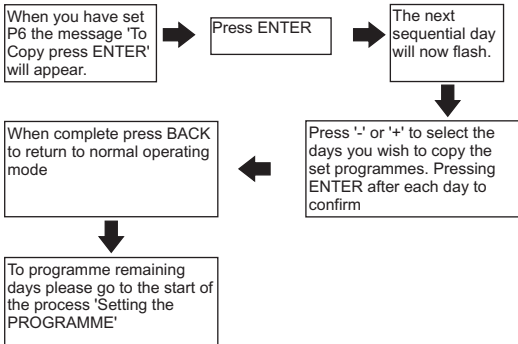 When you have set
P6 the message 'To
Copy press ENTER'
will appear.
Press ENTER
The next
sequential day
will now flash.
Press '-' or '+' to select the
days you wish to copy the
set programmes. Pressing
ENTER after each day to
confirm
When complete press BACK
to return to normal operating
mode
To programme remaining
days please go to the start of
the process 'Setting the
PROGRAMME'